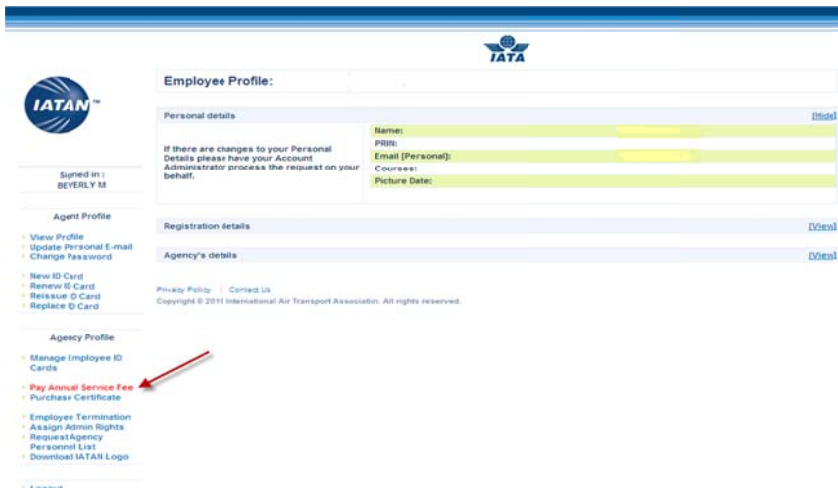 IATA
IATAN™
Signed in :
BEVERLY M
Agent Profile
View Profile
Update Personal E-mail
Change Password
New ID Card
Renew ID Card
Reissue ID Card
Replace ID Card
Agency Profile
Manage Employee ID
Cards
Pay Annual Service Fee
Purchase Certificate
Employee Termination
Assign Admin Rights
Request Agency
Personnel List
Download IATAN Logo
Logout
Employee Profile:
Personal details [Hide]
If there are changes to your Personal
Details please have your Account
Administrator process the request on your
behalf.
Name:
PRIN:
Email [Personal]:
Courses:
Picture Date:
Registration details [View]
Agency's details [View]
Privacy Policy | Contact Us
Copyright © 2011 International Air Transport Associatin. All rights reserved.